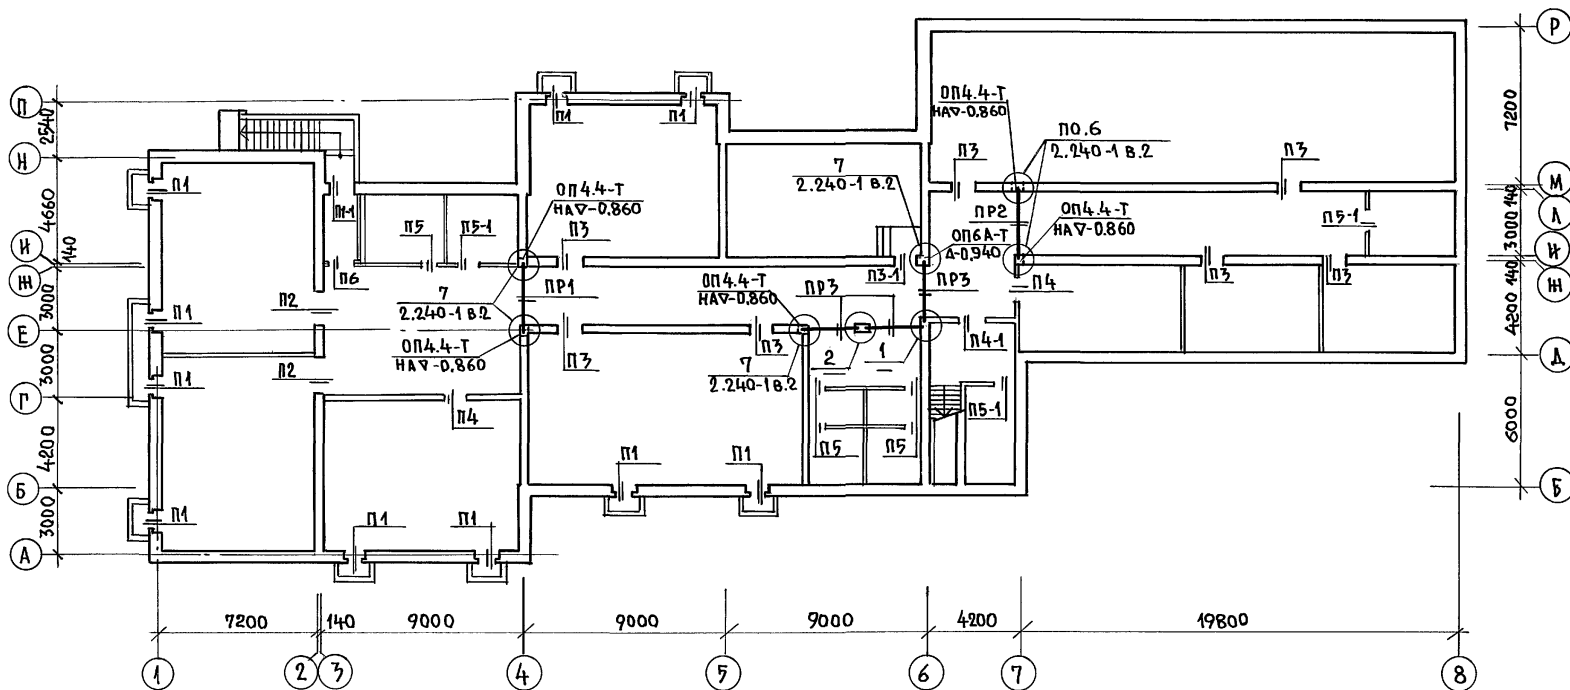 Р
П
2540
П1
П1
ОП4.4-Т
НА▽-0.860
ПО.6
2.240-1 В.2
7200
Н
П1
П1-1
ОП4.4-Т
НА▽-0.860
7
2.240-1 В.2
П3
П3
М
4660
П5
П5-1
П3
ПР2
ОП4.4-Т
НА▽-0.860
П5-1
140
Л
И
140
ОП6А-Т
Д-0,940
3000
И
Ж
П6
7
2.240-1 В.2
ПР1
ОП4.4-Т
НА▽-0,860
ПР3
П3-1
ПР3
П4
П3
П3
140
Ж
3000
П1
П2
Е
ОП4.4-Т
НА▽-0.860
П3
П3
7
2.240-1 В.2
2
1
П4-1
4200
Д
3000
П1
П2
Г
П4
П5-1
6000
4200
П1
П1
П5
П5
Б
П1
Б
3000
П1
П1
А
7200
140
9000
9000
9000
4200
19800
1
2
3
4
5
6
7
8